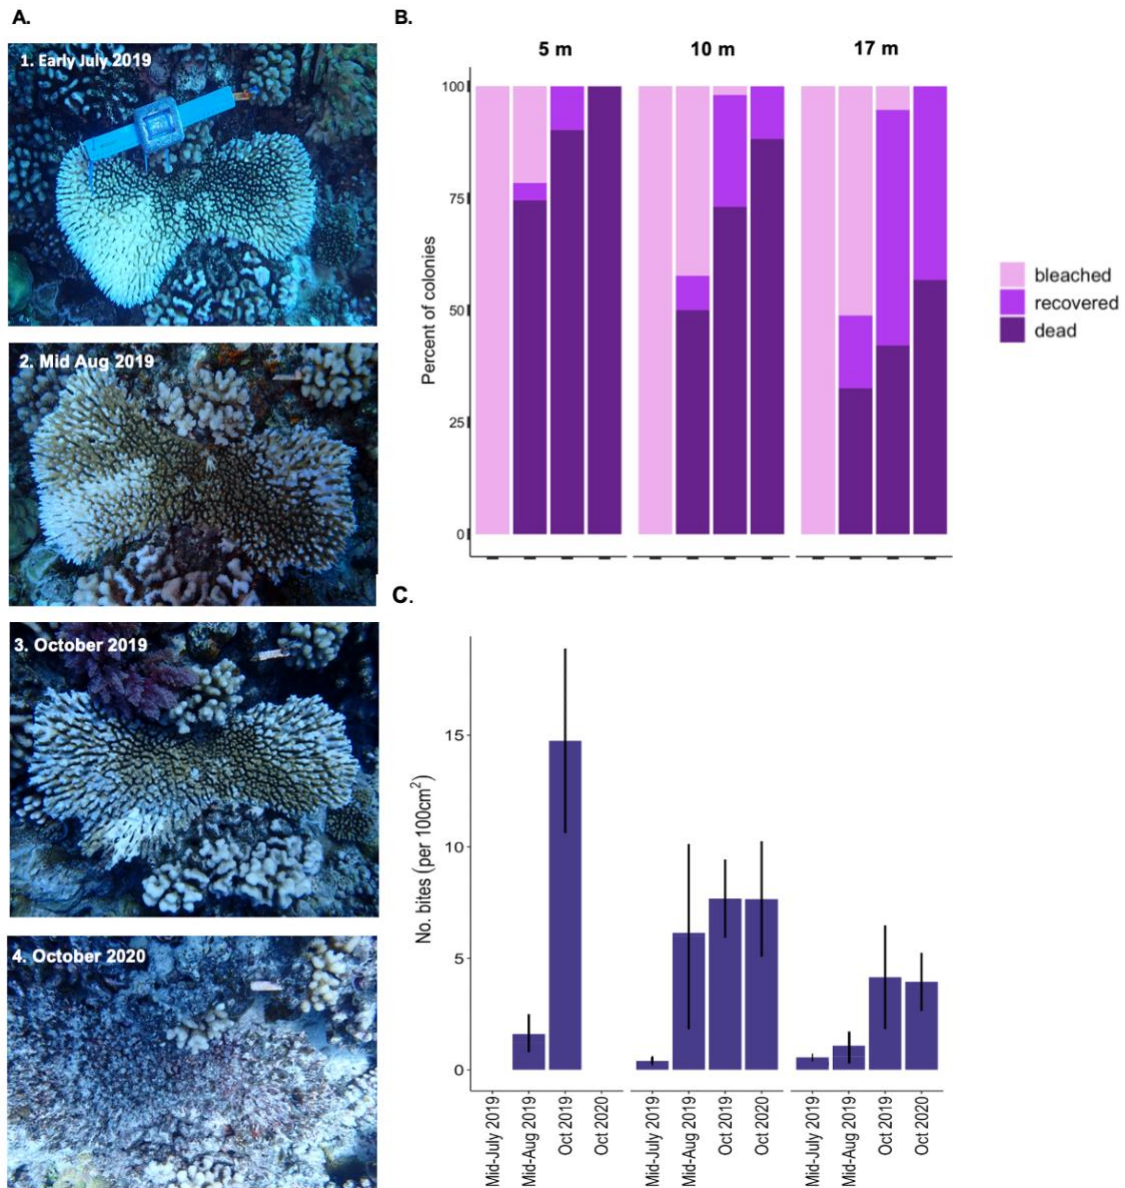 A.
1. Early July 2019
2. Mid Aug 2019
3. October 2019
4. October 2020
B.
5 m
10 m
17 m
Percent of colonies
100
75
50
25
0
bleached
recovered
dead
C.
No. bites (per 100cm²)
15
10
5
0
Mid-July 2019
Mid-Aug 2019
Oct 2019
Oct 2020
Mid-July 2019
Mid-Aug 2019
Oct 2019
Oct 2020
Mid-July 2019
Mid-Aug 2019
Oct 2019
Oct 2020